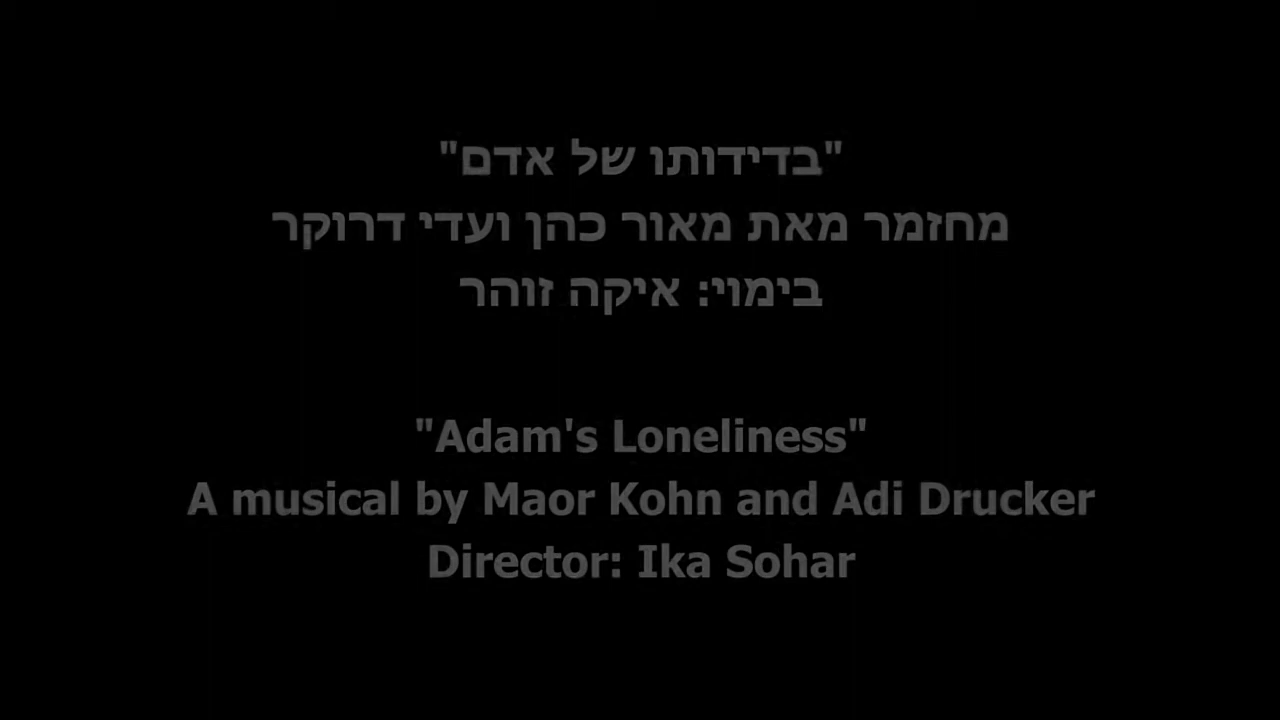 "בדידותו של אדם"
מחזמר מאת מאור כהן ועדי דרוקר
בימוי: איקה זוהר
"Adam's Loneliness"
A musical by Maor Kohn and Adi Drucker
Director: Ika Sohar